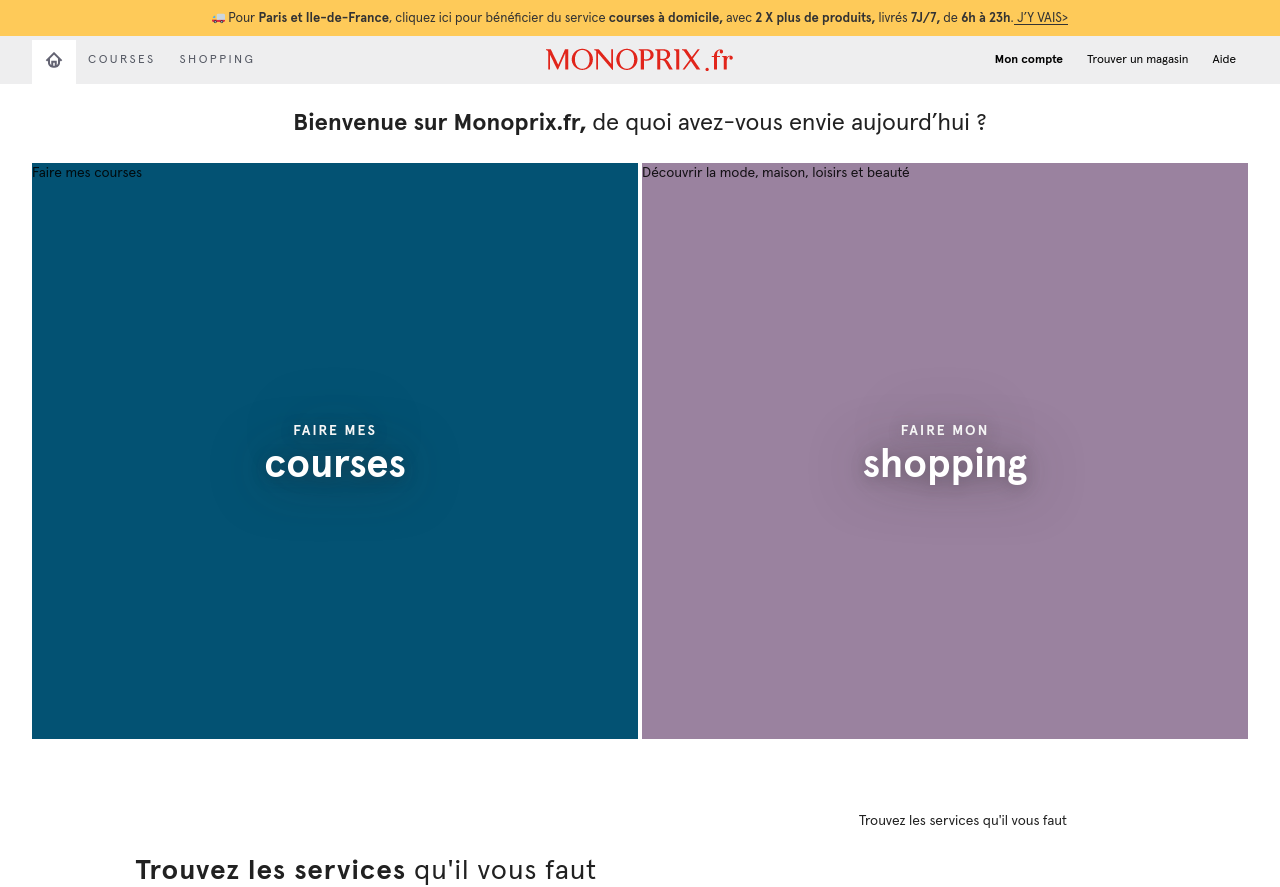 Pour Paris et Ile-de-France, cliquez ici pour bénéficier du service courses à domicile, avec 2 X plus de produits, livrés 7J/7, de 6h à 23h. J’Y VAIS>
COURSES SHOPPING MONOPRIX.fr Mon compte Trouver un magasin Aide
Bienvenue sur Monoprix.fr, de quoi avez-vous envie aujourd’hui ?
Faire mes courses
Découvrir la mode, maison, loisirs et beauté
FAIRE MES
courses
FAIRE MON
shopping
Trouvez les services qu'il vous faut
Trouvez les services qu'il vous faut